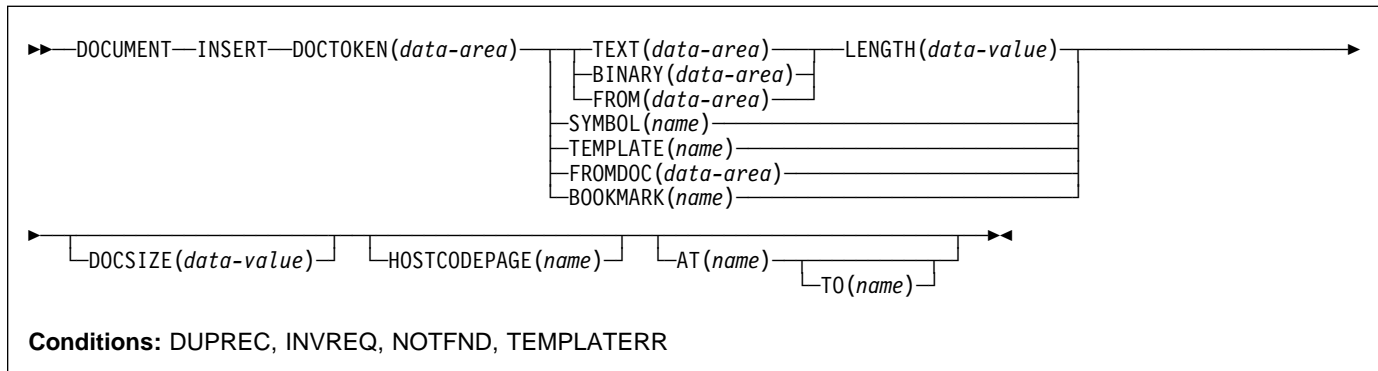 DOCUMENT INSERT DOCTOKEN(data-area) TEXT(data-area) LENGTH(data-value)
BINARY(data-area)
FROM(data-area)
SYMBOL(name)
TEMPLATE(name)
FROMDOC(data-area)
BOOKMARK(name)
DOCSIZE(data-value) HOSTCODEPAGE(name) AT(name)
TO(name)
Conditions: DUPREC, INVREQ, NOTFND, TEMPLATERR